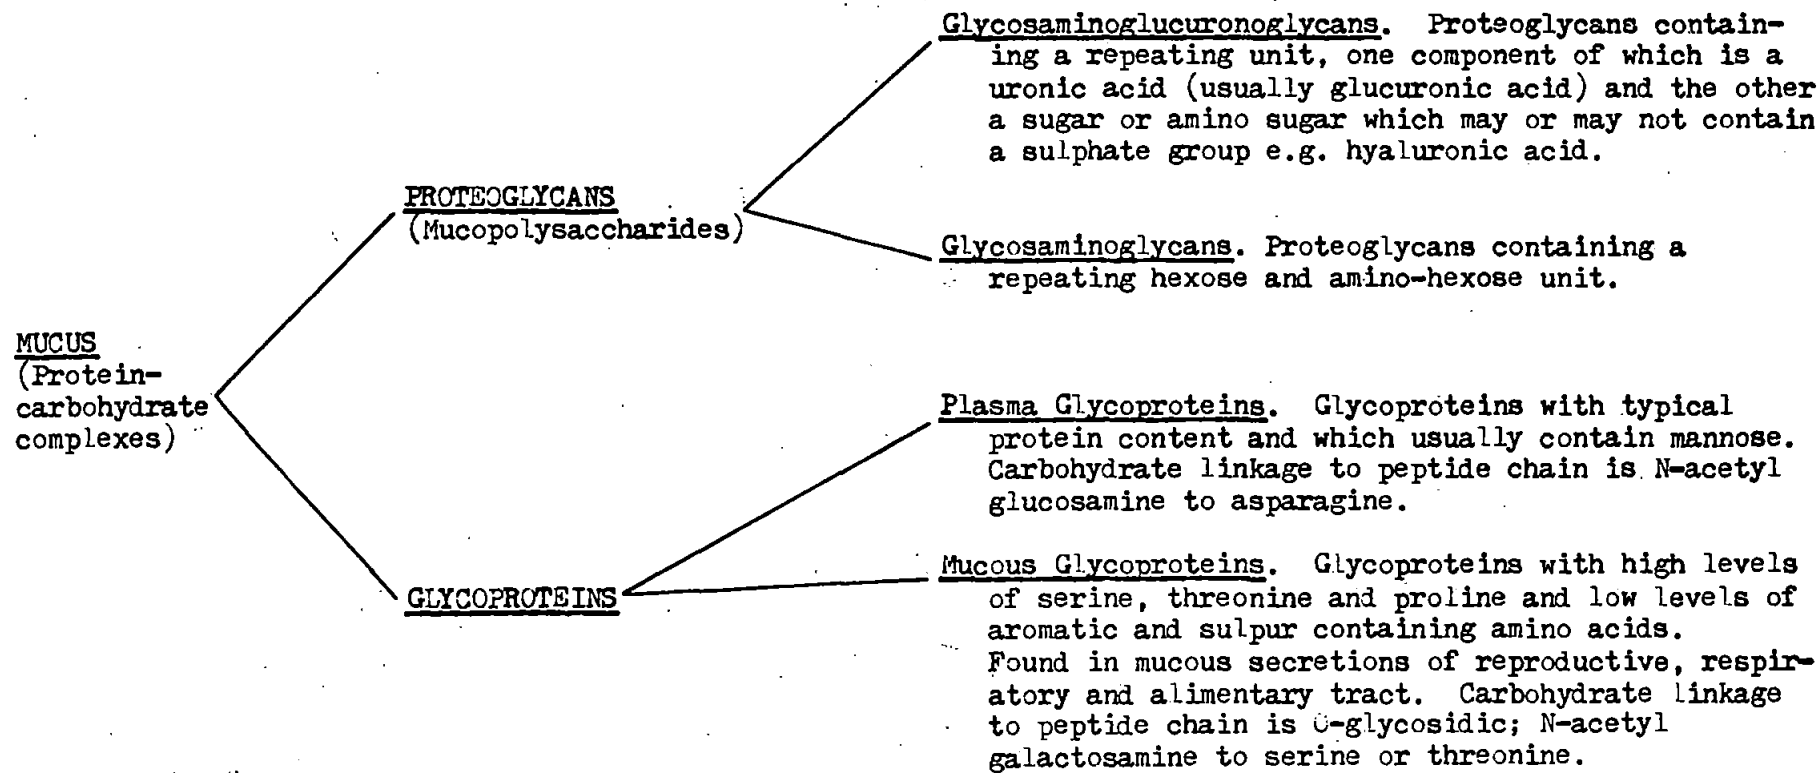 Glycosaminoglucuronoglycans. Proteoglycans contain-
ing a repeating unit, one component of which is a
uronic acid (usually glucuronic acid) and the other
a sugar or amino sugar which may or may not contain
a sulphate group e.g. hyaluronic acid.
PROTEOGLYCANS
(Mucopolysaccharides)
Glycosaminoglycans. Proteoglycans containing a
repeating hexose and amino-hexose unit.
MUCUS
(Protein-
carbohydrate
complexes)
Plasma Glycoproteins. Glycoproteins with typical
protein content and which usually contain mannose.
Carbohydrate linkage to peptide chain is N-acetyl
glucosamine to asparagine.
GLYCOPROTEINS
Mucous Glycoproteins. Glycoproteins with high levels
of serine, threonine and proline and low levels of
aromatic and sulpur containing amino acids.
Found in mucous secretions of reproductive, respir-
atory and alimentary tract. Carbohydrate linkage
to peptide chain is O-glycosidic; N-acetyl
galactosamine to serine or threonine.